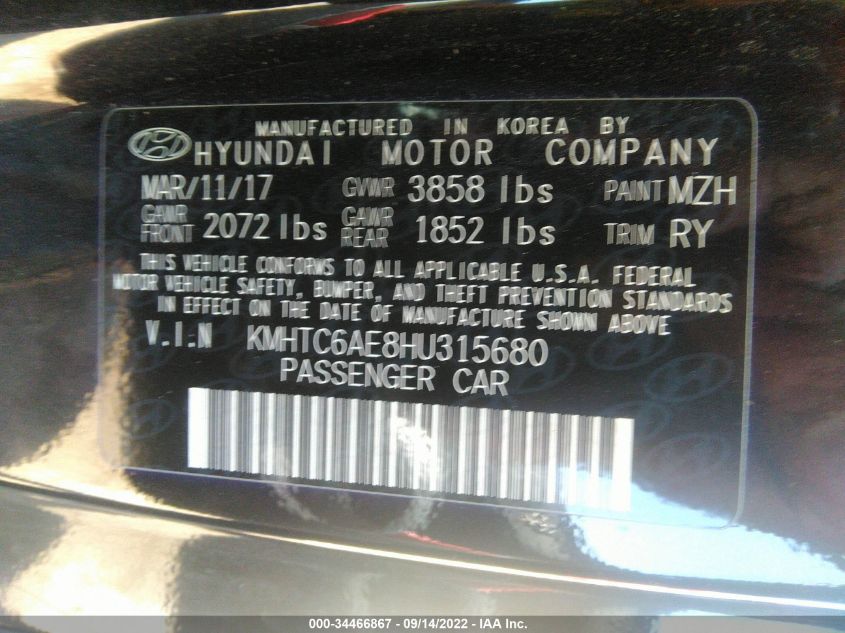 MANUFACTURED IN KOREA BY
HYUNDAI MOTOR COMPANY
MAR/11/17 GVWR 3858 lbs PAINT MZH
GAWR FRONT 2072 lbs GAWR REAR 1852 lbs TRIM RY
THIS VEHICLE CONFORMS TO ALL APPLICABLE U.S.A. FEDERAL
MOTOR VEHICLE SAFETY, BUMPER, AND THEFT PREVENTION STANDARDS
IN EFFECT ON THE DATE OF MANUFACTURE SHOWN ABOVE
V.I.N KMHTC6AE8HU315680
PASSENGER CAR
000-34466867 - 09/14/2022 - IAA Inc.